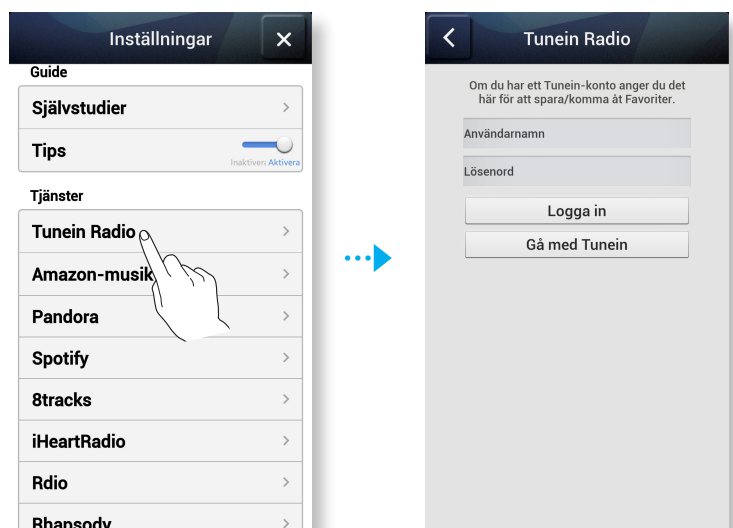 Inställningar
Guide
Självstudier
Tips
Aktivera
Tjänster
Tunein Radio
Amazon-musik
Pandora
Spotify
8tracks
iHeartRadio
Rdio
Rhapsody
Tunein Radio
Om du har ett Tunein-konto anger du det
här för att spara/komma åt Favoriter.
Användarnamn
Lösenord
Logga in
Gå med Tunein